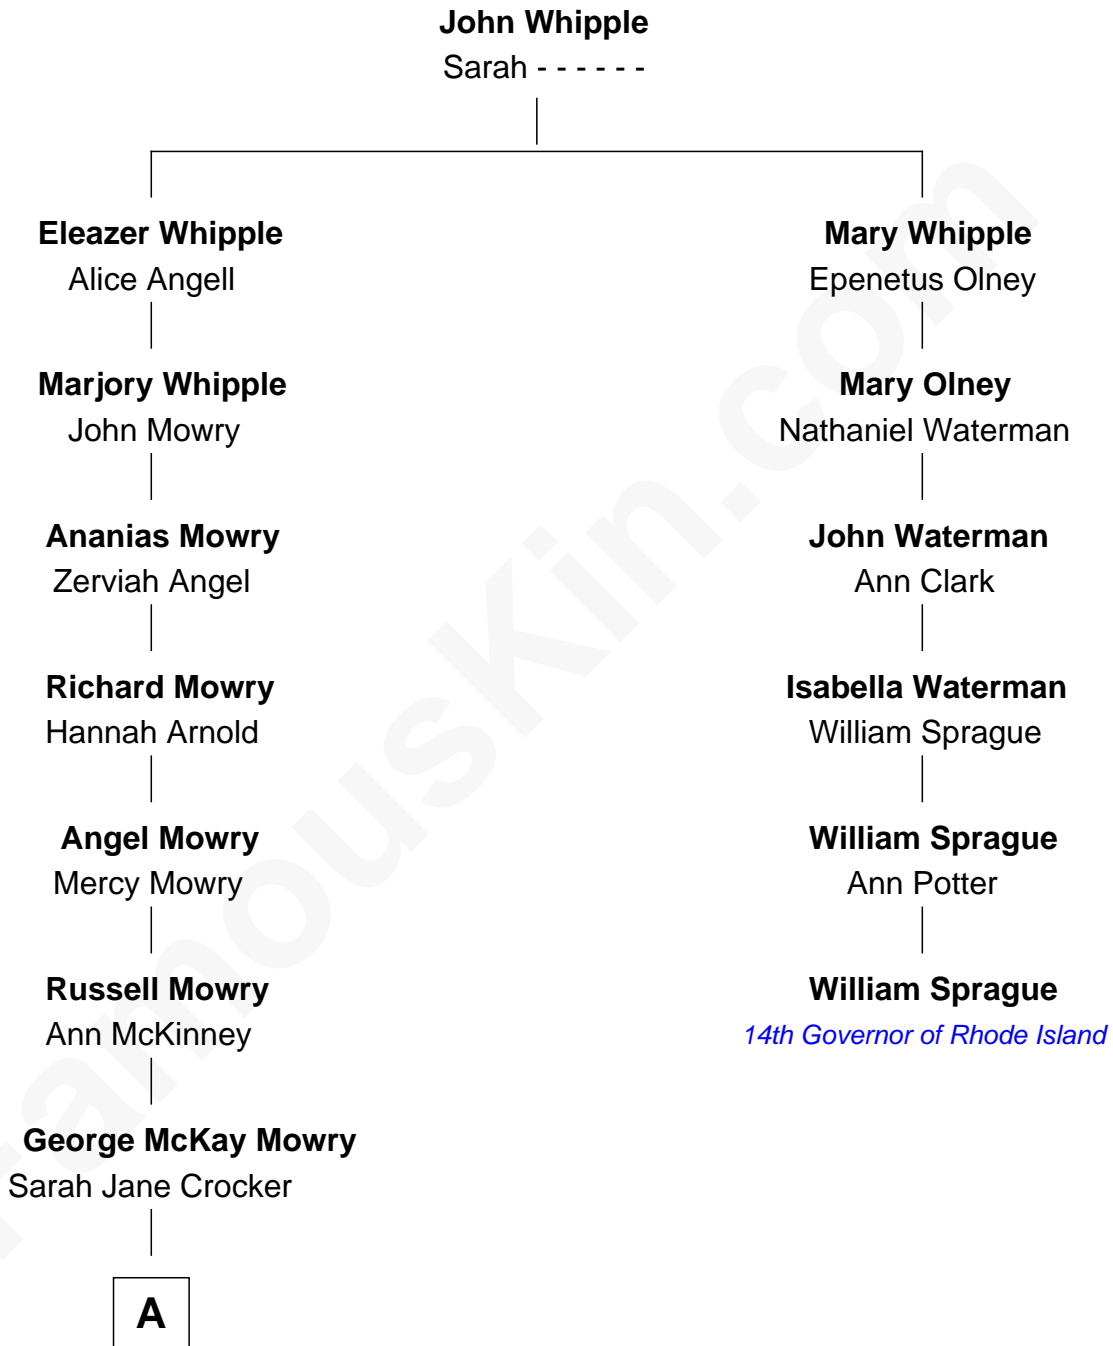 John Whipple
Sarah - - - - - -
Eleazer Whipple
Alice Angell
Mary Whipple
Epenetus Olney
Marjory Whipple
John Mowry
Mary Olney
Nathaniel Waterman
Ananias Mowry
Zerviah Angel
John Waterman
Ann Clark
Richard Mowry
Hannah Arnold
Isabella Waterman
William Sprague
Angel Mowry
Mercy Mowry
William Sprague
Ann Potter
Russell Mowry
Ann McKinney
William Sprague
14th Governor of Rhode Island
George McKay Mowry
Sarah Jane Crocker
A
FamousKin.com